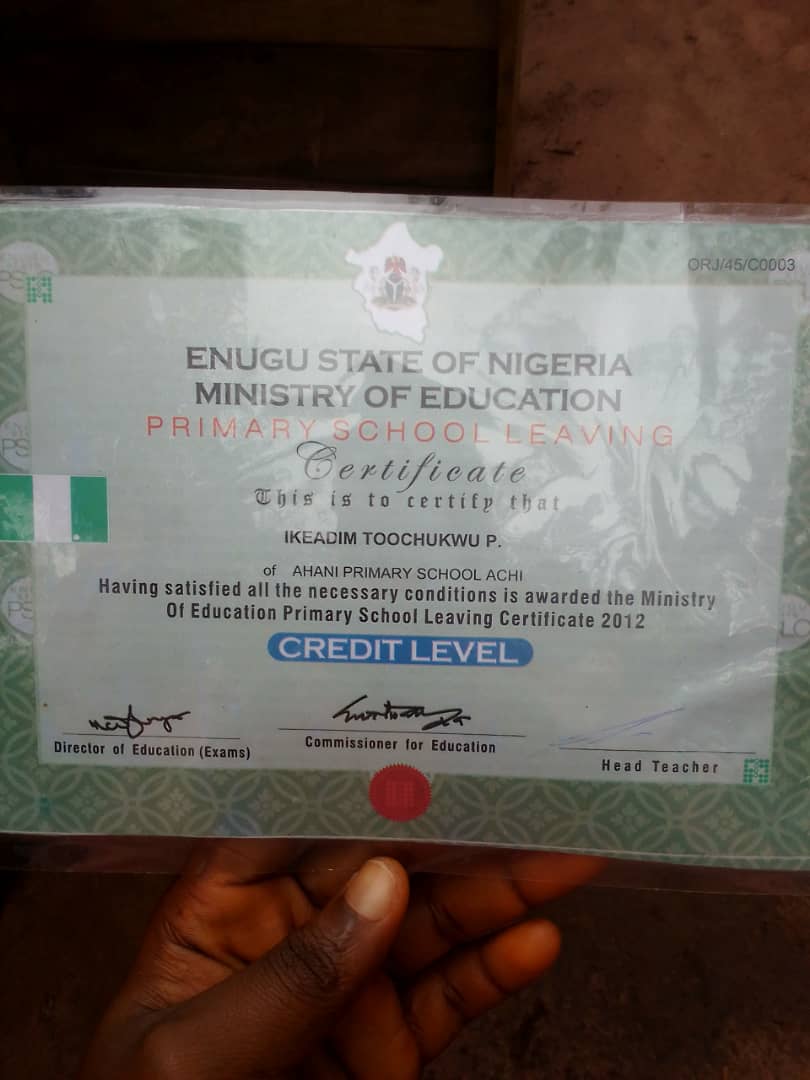 ORJ/45/C0003
ENUGU STATE OF NIGERIA
MINISTRY OF EDUCATION
PRIMARY SCHOOL LEAVING
Certificate
This is to certify that
IKEADIM TOOCHUKWU P.
of AHANI PRIMARY SCHOOL ACHI
Having satisfied all the necessary conditions is awarded the Ministry
Of Education Primary School Leaving Certificate 2012
CREDIT LEVEL
Director of Education (Exams)
Commissioner for Education
Head Teacher